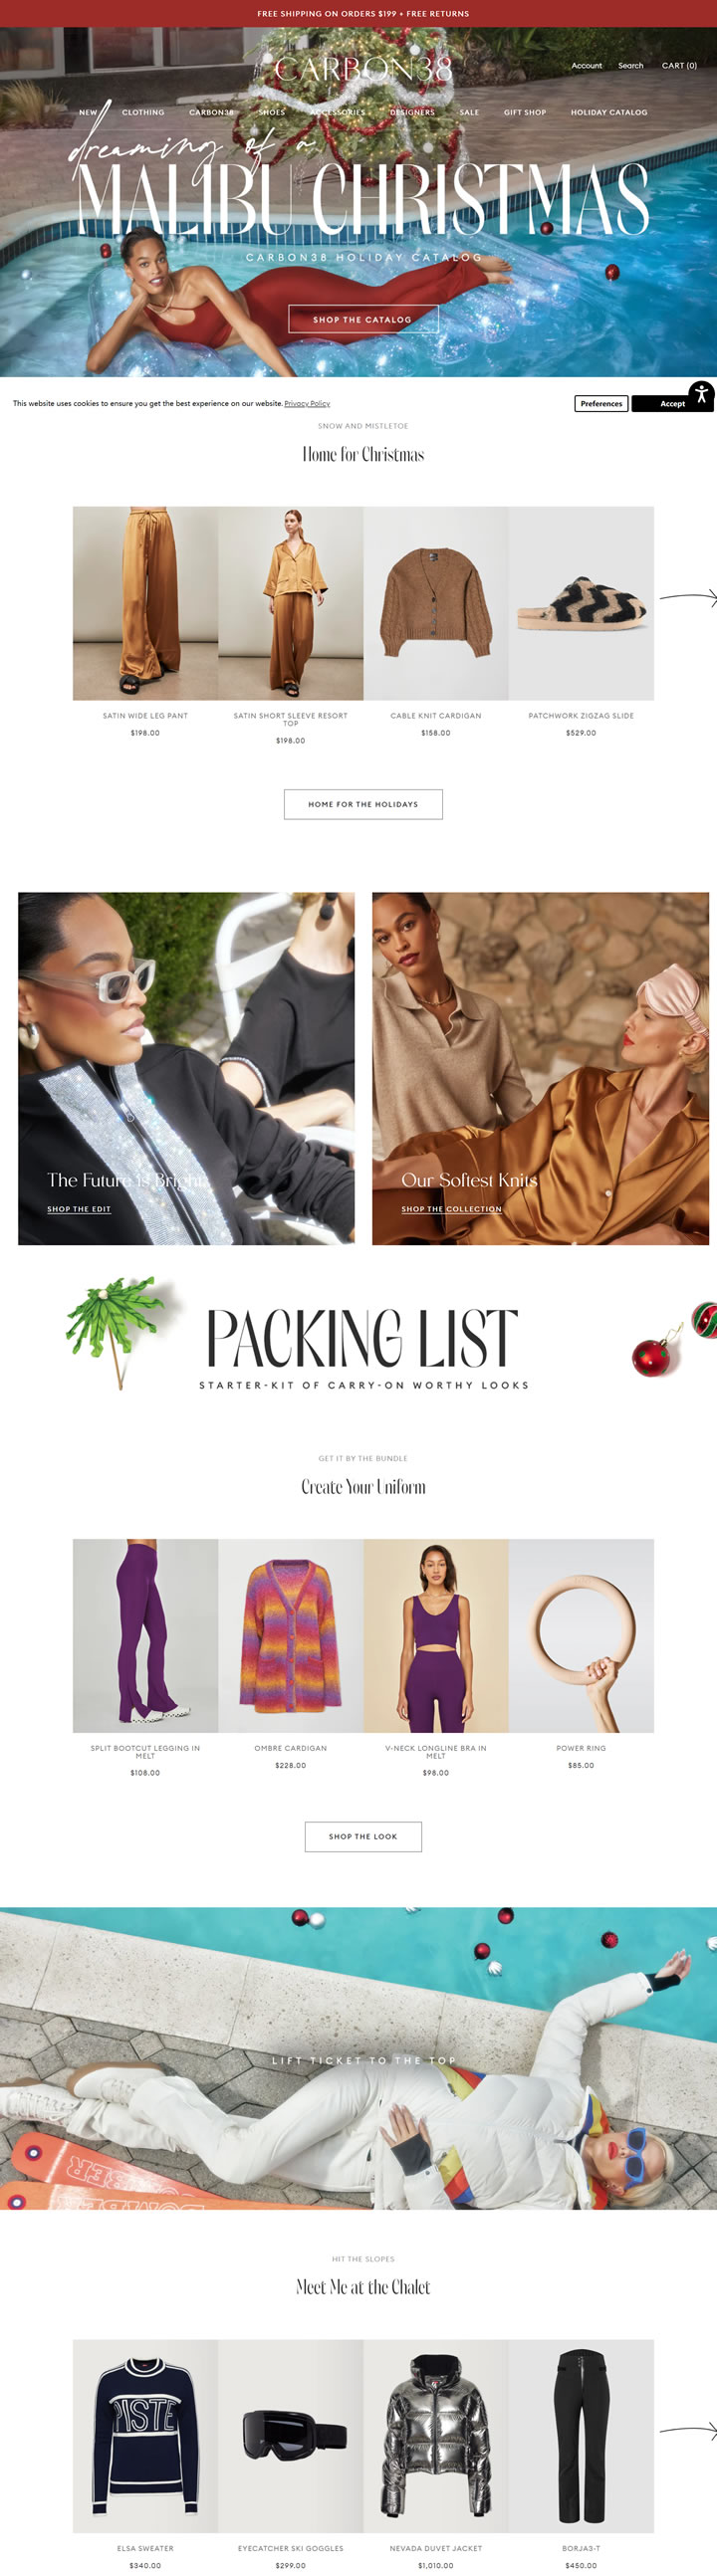 FREE SHIPPING ON ORDERS $199 + FREE RETURNS
CARBON38
Account Search CART (0)
NEW CLOTHING CARBON38 SHOES ACCESSORIES DESIGNERS SALE GIFT SHOP HOLIDAY CATALOG
dreaming of a
MALIBU CHRISTMAS
CARBON38 HOLIDAY CATALOG
SHOP THE CATALOG
This website uses cookies to ensure you get the best experience on our website. Privacy Policy
Preferences Accept
SNOW AND MISTLETOE
Home for Christmas
SATIN WIDE LEG PANT
$198.00
SATIN SHORT SLEEVE RESORT
TOP
$198.00
CABLE KNIT CARDIGAN
$158.00
PATCHWORK ZIGZAG SLIDE
$529.00
HOME FOR THE HOLIDAYS
The Future is Bright
SHOP THE EDIT
Our Softest Knits
SHOP THE COLLECTION
PACKING LIST
STARTER-KIT OF CARRY-ON WORTHY LOOKS
GET IT BY THE BUNDLE
Create Your Uniform
SPLIT BOOTCUT LEGGING IN
MELT
$108.00
OMBRE CARDIGAN
$228.00
V-NECK LONGLINE BRA IN
MELT
$98.00
POWER RING
$85.00
SHOP THE LOOK
LIFT TICKET TO THE TOP
HIT THE SLOPES
Meet Me at the Chalet
PISTE
ELSA SWEATER
$340.00
EYECATCHER SKI GOGGLES
$299.00
NEVADA DUVET JACKET
$1,010.00
BORJA3-T
$450.00